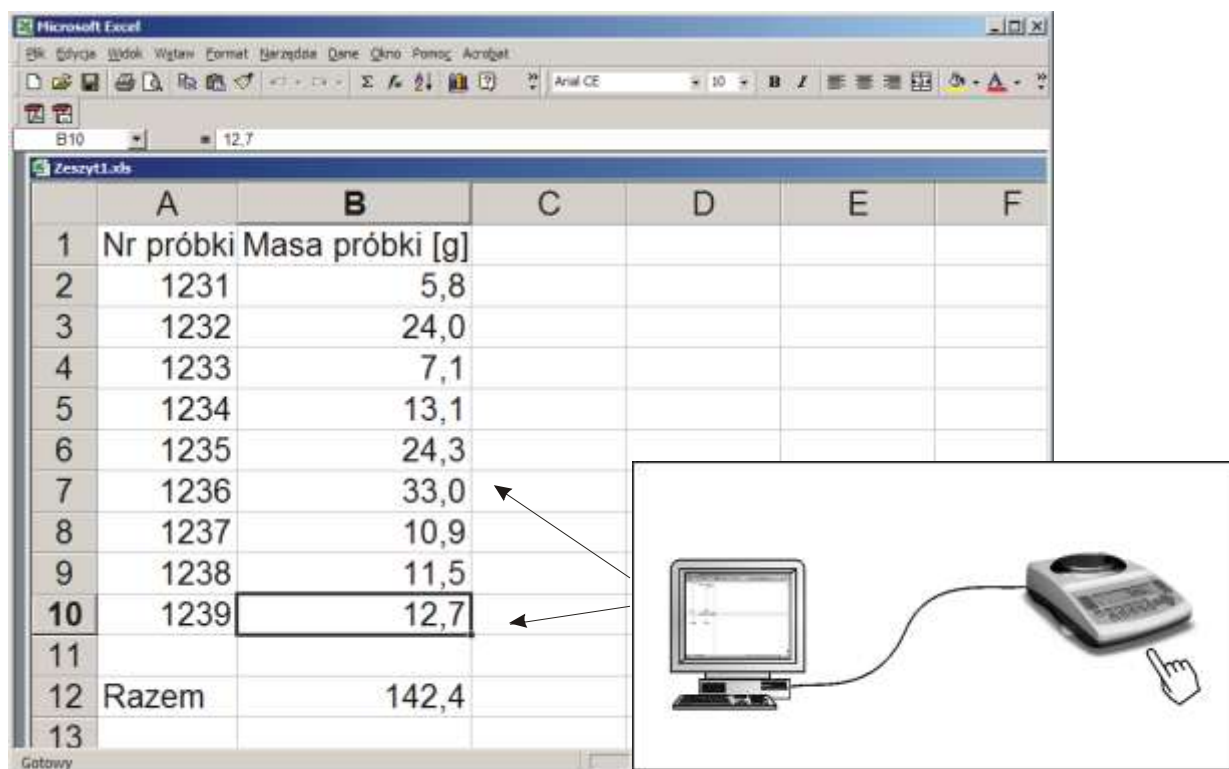 Microsoft Excel
Plik Edycja Widok Wstaw Format Narzędzia Dane Okno Pomoc Acrobat
Arial CE 10 B I
B10 = 12,7
Zeszyt1.xls
A B C D E F
1 Nr próbki Masa próbki [g]
2 1231 5,8
3 1232 24,0
4 1233 7,1
5 1234 13,1
6 1235 24,3
7 1236 33,0
8 1237 10,9
9 1238 11,5
10 1239 12,7
11
12 Razem 142,4
13
Gotowy